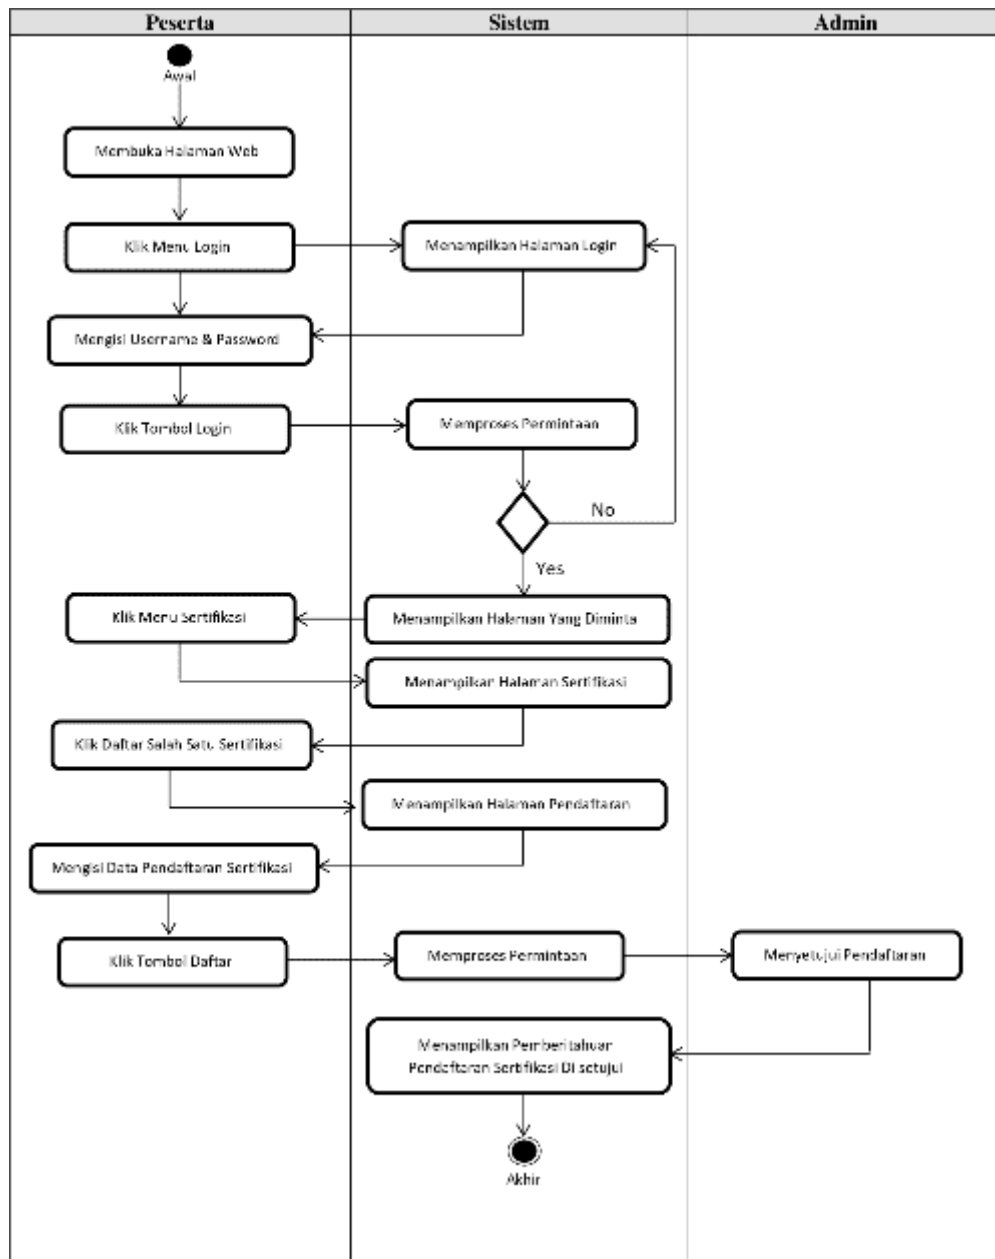 Peserta Sistem Admin
Awal
Membuka Halaman Web
Klik Menu Login
Menampilkan Halaman Login
Mengisi Username & Password
Klik Tombol Login
Memproses Permintaan
No
Yes
Klik Menu Sertifikasi
Menampilkan Halaman Yang Diminta
Menampilkan Halaman Sertifikasi
Klik Daftar Salah Satu Sertifikasi
Menampilkan Halaman Pendaftaran
Mengisi Data Pendaftaran Sertifikasi
Klik Tombol Daftar
Memproses Permintaan
Menyetujui Pendaftaran
Menampilkan Pemberitahuan
Pendaftaran Sertifikasi Di setujui
Akhir